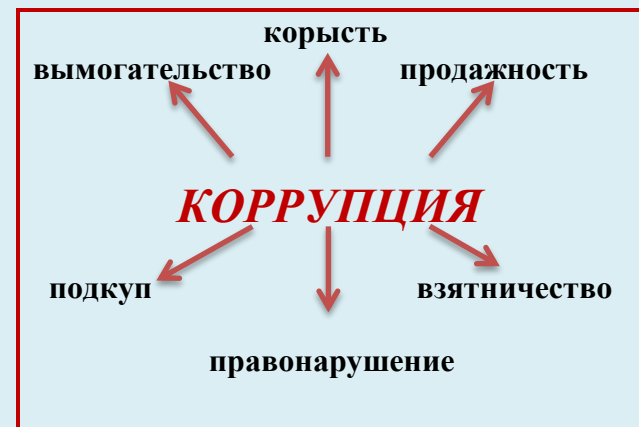 корысть
вымогательство продажность
КОРРУПЦИЯ
подкуп взятничество
правонарушение